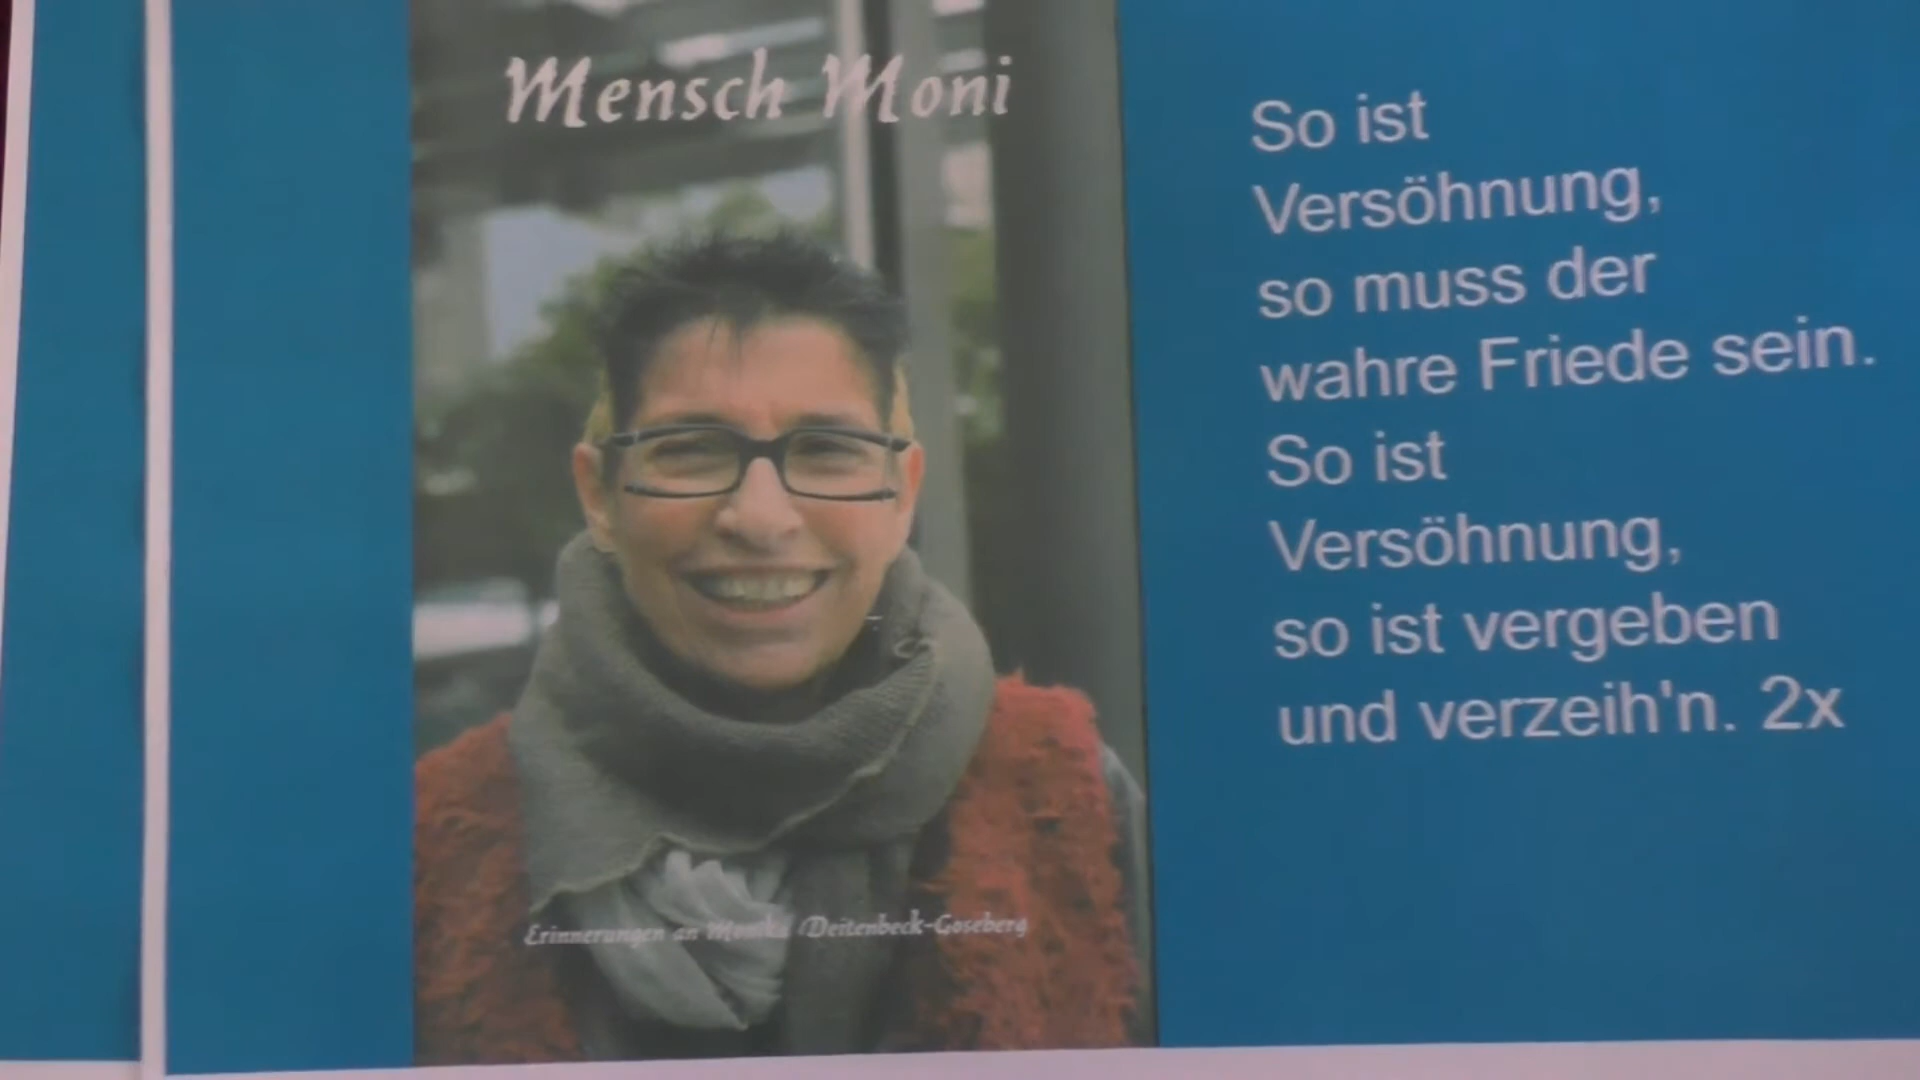 Mensch Moni
Erinnerungen an Monika Deitenbeck-Goseberg
So ist
Versöhnung,
so muss der
wahre Friede sein.
So ist
Versöhnung,
so ist vergeben
und verzeih'n. 2x